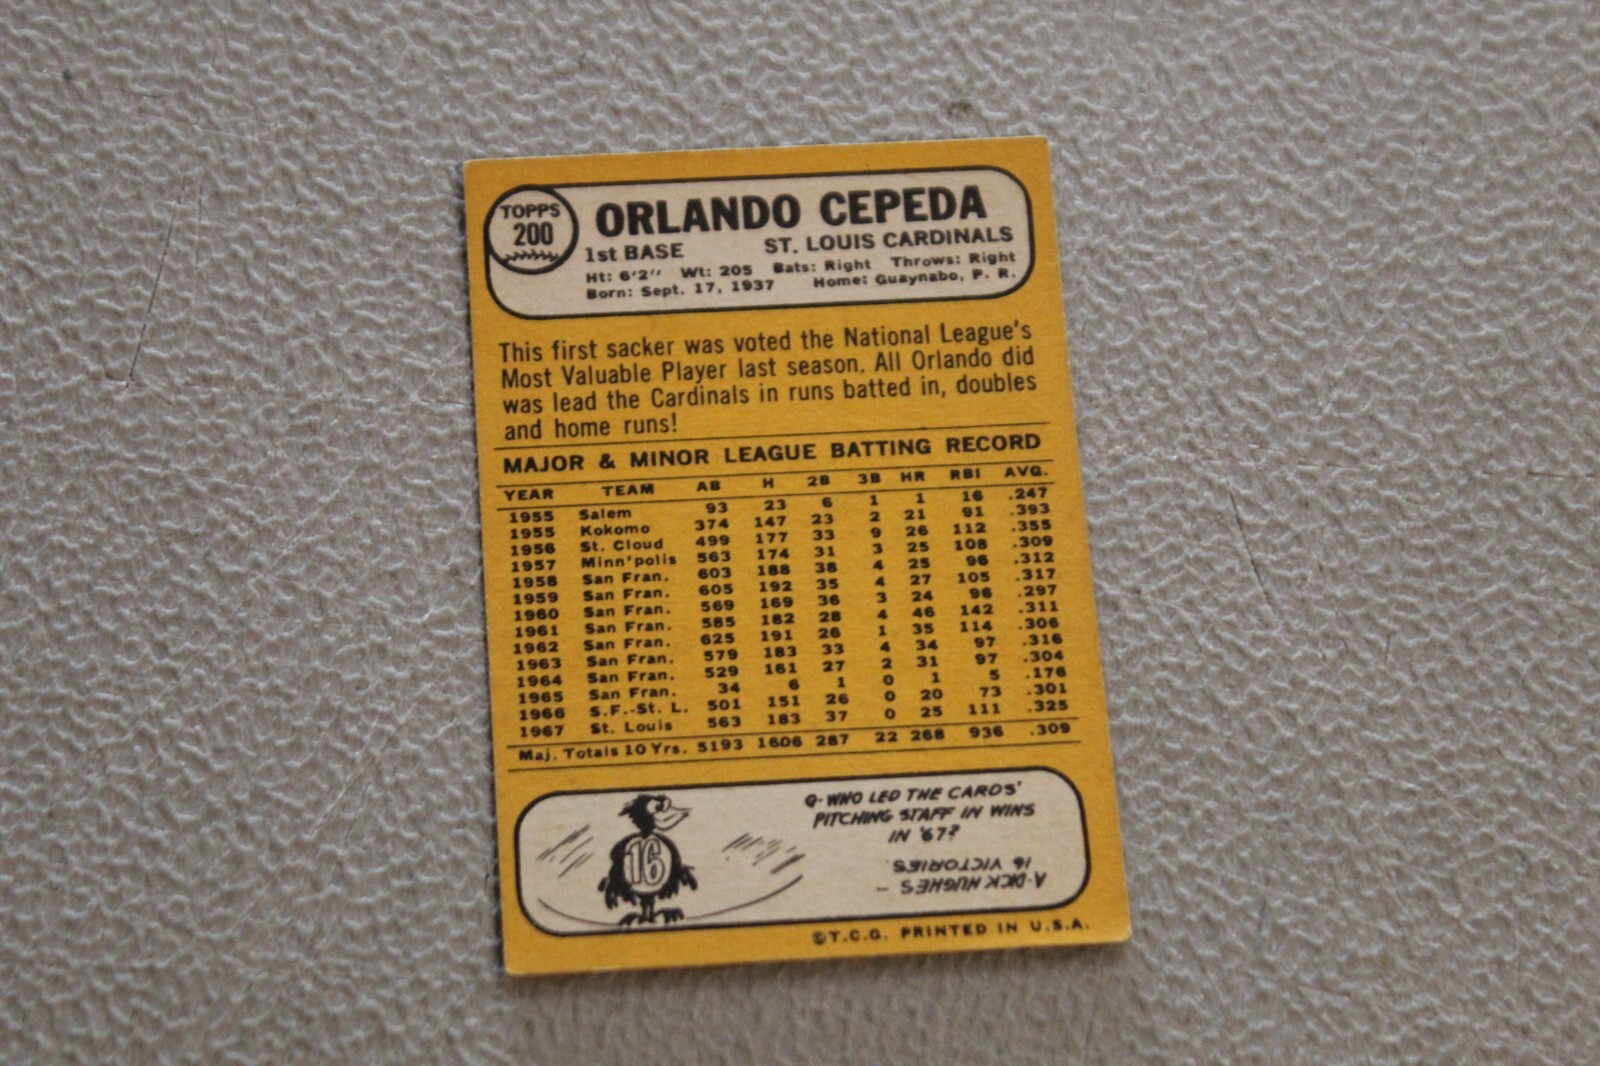 TOPPS
200
ORLANDO CEPEDA
1st BASE ST. LOUIS CARDINALS
Ht: 6'2" Wt: 205 Bats: Right Throws: Right
Born: Sept. 17, 1937 Home: Guaynabo, P. R.
This first sacker was voted the National League's
Most Valuable Player last season. All Orlando did
was lead the Cardinals in runs batted in, doubles
and home runs!
MAJOR & MINOR LEAGUE BATTING RECORD
YEAR TEAM AB H 2B 3B HR RBI AVG.
1955 Salem 93 23 6 1 1 16 .247
1955 Kokomo 374 147 23 2 21 91 .393
1956 St. Cloud 499 177 33 9 26 112 .355
1957 Minn'polis 563 174 31 3 25 108 .309
1958 San Fran. 603 188 38 4 25 96 .312
1959 San Fran. 605 192 35 4 27 105 .317
1960 San Fran. 569 169 36 3 24 96 .297
1961 San Fran. 585 182 28 4 46 142 .311
1962 San Fran. 625 191 26 1 35 114 .306
1963 San Fran. 579 183 33 4 34 97 .316
1964 San Fran. 529 161 27 2 31 97 .304
1965 San Fran. 34 6 1 0 1 5 .176
1966 S.F.-St. L. 501 151 26 0 20 73 .301
1967 St. Louis 563 183 37 0 25 111 .325
Maj. Totals 10 Yrs. 5193 1606 287 22 268 936 .309
16
Q-WHO LED THE CARDS'
PITCHING STAFF IN WINS
IN '67?
A-DICK HUGHES –
16 VICTORIES.
©T.C.G. PRINTED IN U.S.A.